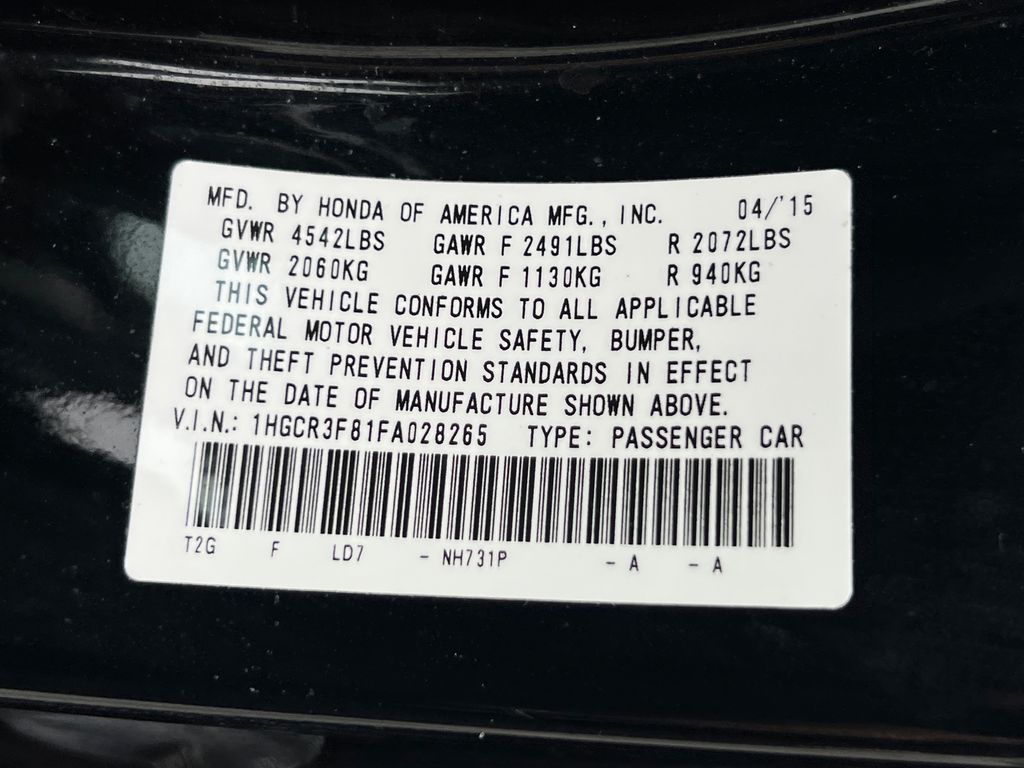 MFD. BY HONDA OF AMERICA MFG., INC. 04/'15
GVWR 4542LBS GAWR F 2491LBS R 2072LBS
GVWR 2060KG GAWR F 1130KG R 940KG
THIS VEHICLE CONFORMS TO ALL APPLICABLE
FEDERAL MOTOR VEHICLE SAFETY, BUMPER,
AND THEFT PREVENTION STANDARDS IN EFFECT
ON THE DATE OF MANUFACTURE SHOWN ABOVE.
V.I.N.: 1HGCR3F81FA028265 TYPE: PASSENGER CAR
T2G F LD7 - NH731P - A - A